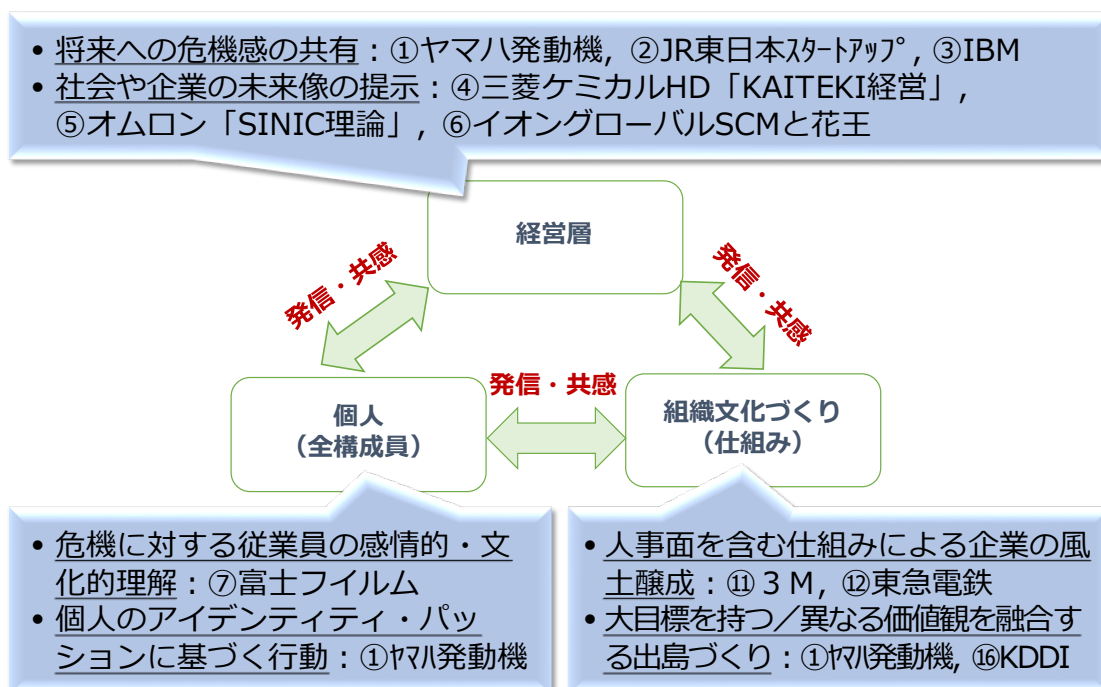 • 将来への危機感の共有：①ヤマハ発動機, ②JR東日本ｽﾀｰﾄｱｯﾌﾟ, ③IBM
• 社会や企業の未来像の提示：④三菱ケミカルHD「KAITEKI経営」,
⑤オムロン「SINIC理論」, ⑥イオングローバルSCMと花王
経営層
発信・共感
発信・共感
発信・共感
個人
（全構成員）
組織文化づくり
（仕組み）
• 危機に対する従業員の感情的・文
化的理解：⑦富士フイルム
• 個人のアイデンティティ・パッ
ションに基づく行動：①ﾔﾏﾊ発動機
• 人事面を含む仕組みによる企業の風
土醸成：⑪３Ｍ, ⑫東急電鉄
• 大目標を持つ／異なる価値観を融合す
る出島づくり：①ﾔﾏﾊ発動機, ⑯KDDI